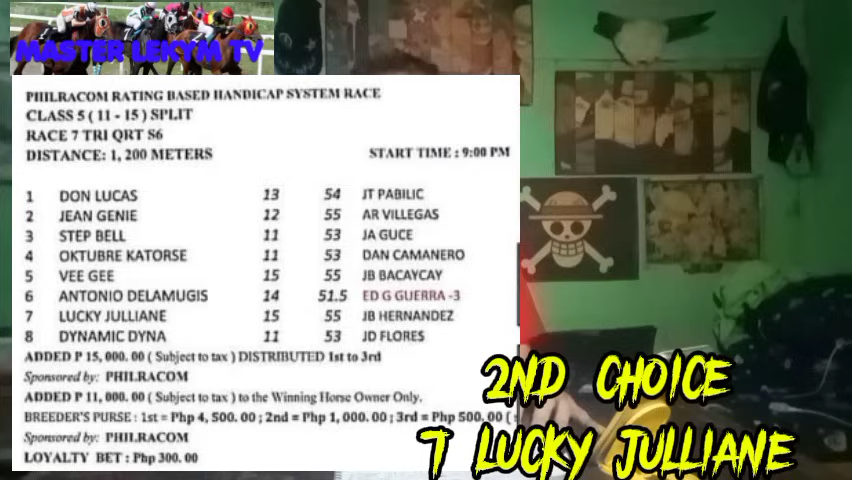 MASTER LEKYM TV
PHILRACOM RATING BASED HANDICAP SYSTEM RACE
CLASS 5 ( 11 - 15 ) SPLIT
RACE 7 TRI QRT S6
DISTANCE: 1, 200 METERS START TIME : 9:00 PM
1 DON LUCAS 13 54 JT PABILIC
2 JEAN GENIE 12 55 AR VILLEGAS
3 STEP BELL 11 53 JA GUCE
4 OKTUBRE KATORSE 11 53 DAN CAMANERO
5 VEE GEE 15 55 JB BACAYCAY
6 ANTONIO DELAMUGIS 14 51.5 ED G GUERRA -3
7 LUCKY JULLIANE 15 55 JB HERNANDEZ
8 DYNAMIC DYNA 11 53 JD FLORES
ADDED P 15, 000. 00 ( Subject to tax ) DISTRIBUTED 1st to 3rd
Sponsored by: PHILRACOM
ADDED P 11, 000. 00 ( Subject to tax ) to the Winning Horse Owner Only.
BREEDER'S PURSE : 1st = Php 4, 500. 00 ; 2nd = Php 1, 000. 00 ; 3rd = Php 500. 00 (
Sponsored by: PHILRACOM
LOYALTY BET : Php 300. 00
2ND CHOICE
7 LUCKY JULLIANE